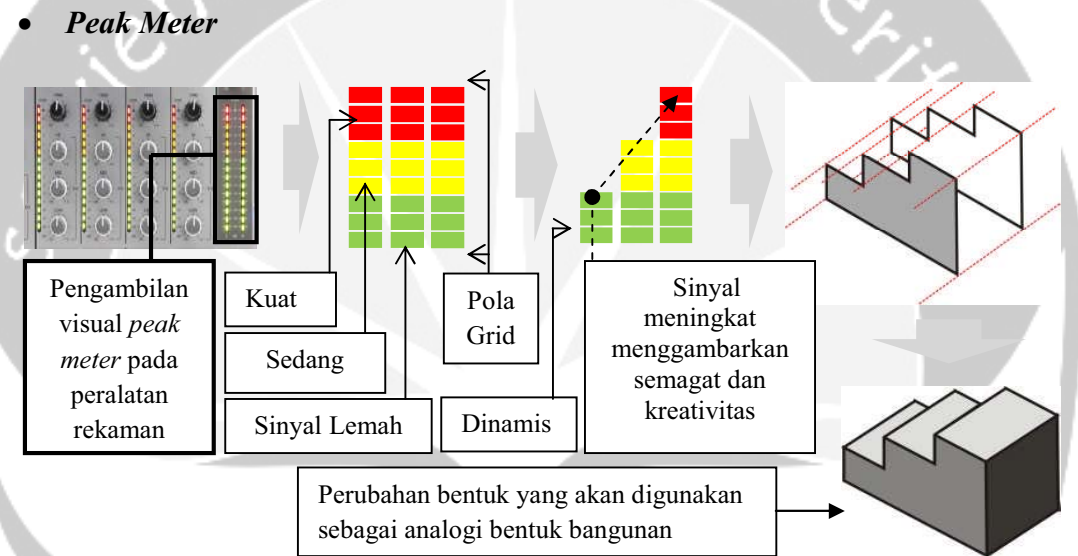 • Peak Meter
Pengambilan
visual peak
meter pada
peralatan
rekaman
Kuat
Sedang
Sinyal Lemah
Pola
Grid
Dinamis
Sinyal
meningkat
menggambarkan
semagat dan
kreativitas
Perubahan bentuk yang akan digunakan
sebagai analogi bentuk bangunan